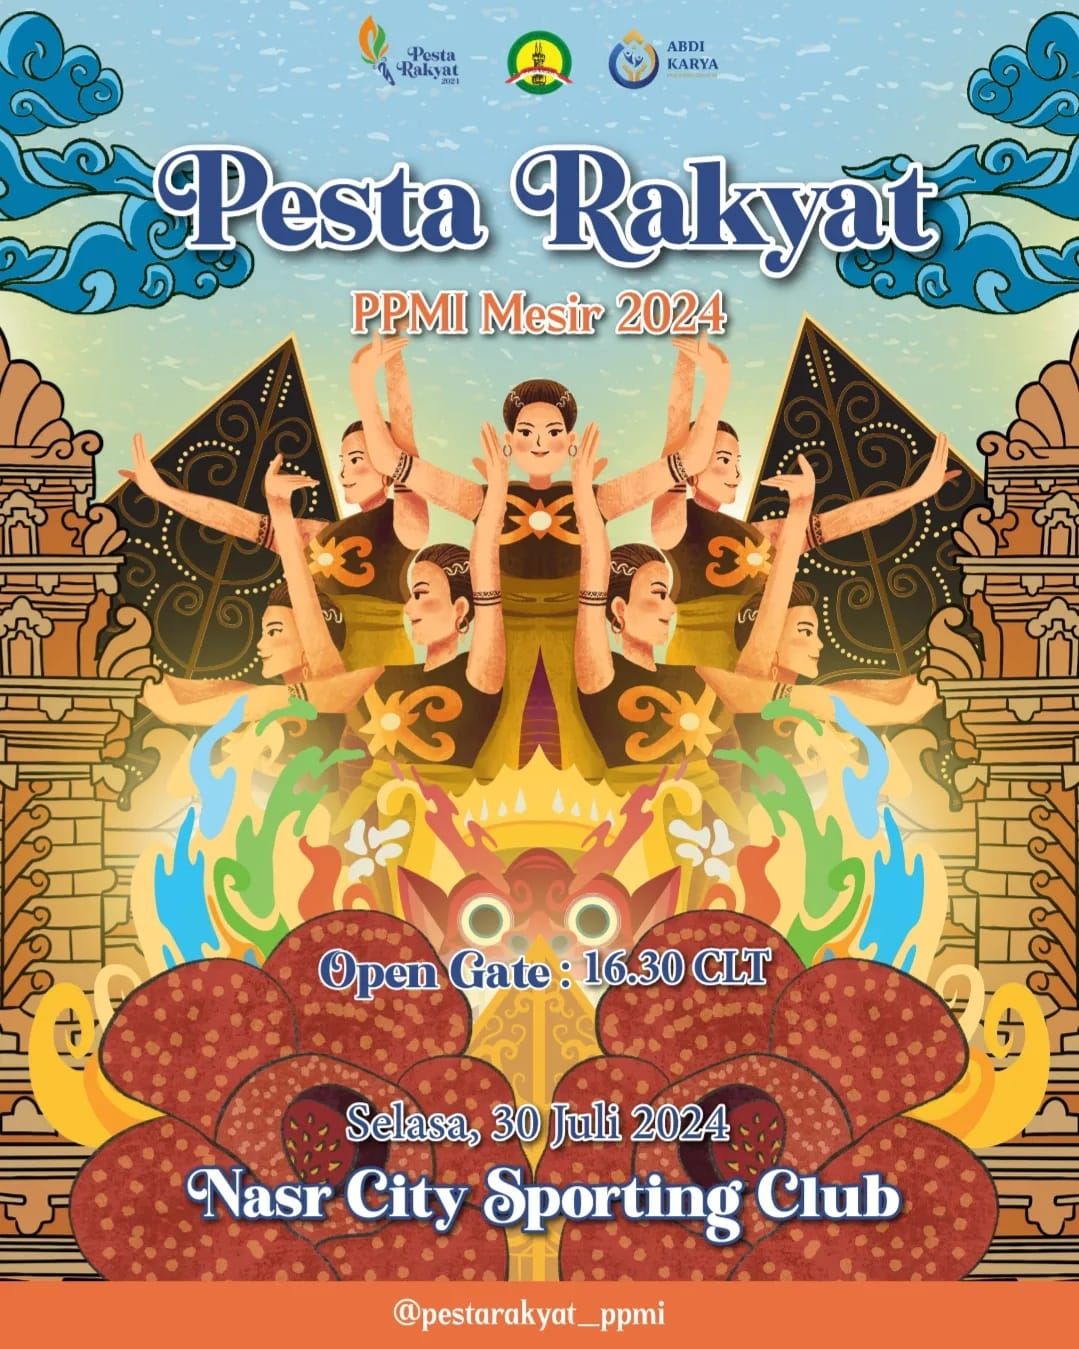 Pesta
Rakyat
2024
ABDI
KARYA
Pesta Rakyat
PPMI Mesir 2024
Open Gate : 16.30 CLT
Selasa, 30 Juli 2024
Nasr City Sporting Club
@pestarakyat_ppmi